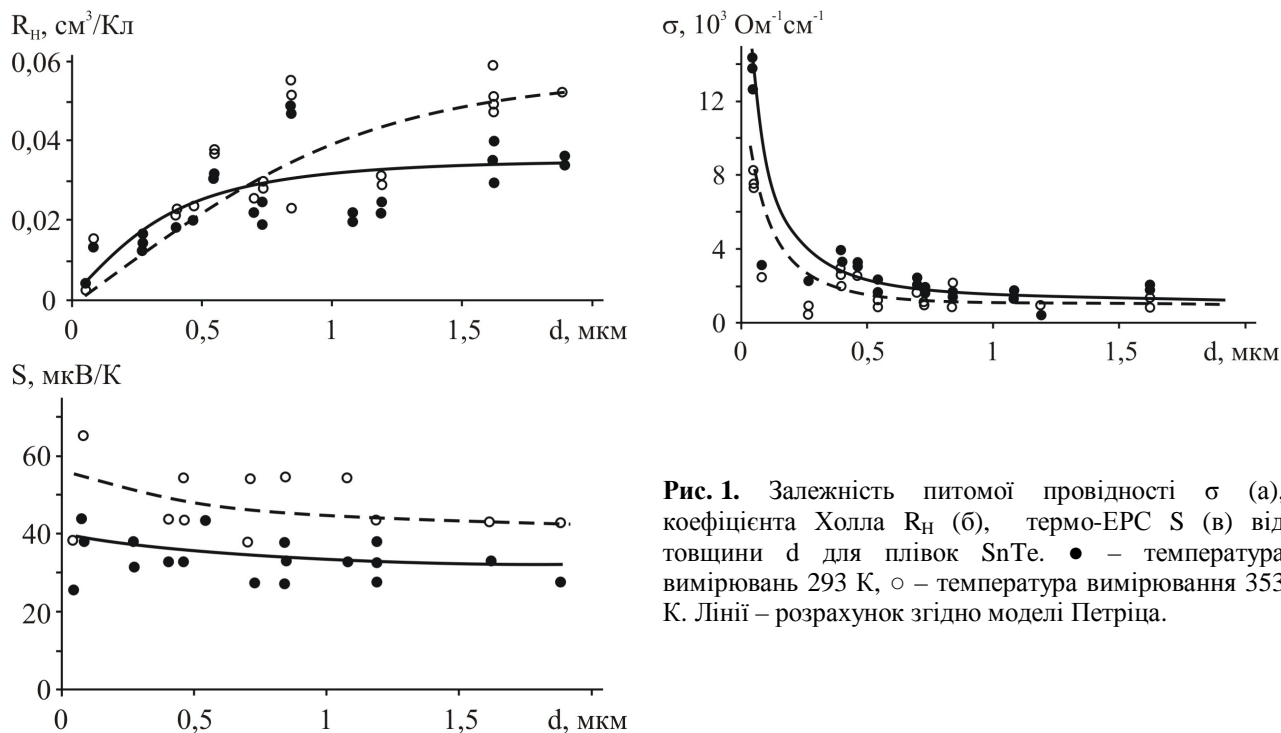 R_H, см³/Кл
0,06
0,04
0,02
0
0 0,5 1 1,5 d, мкм
σ, 10³ Ом⁻¹см⁻¹
12
8
4
0
0 0,5 1 d, мкм
S, мкВ/К
60
40
20
0
0 0,5 1 1,5 d, мкм
Рис. 1. Залежність питомої провідності σ (а),
коефіцієнта Холла R_H (б), термо-ЕРС S (в) від
товщини d для плівок SnTe. ● – температура
вимірювань 293 К, ○ – температура вимірювання 353
К. Лінії – розрахунок згідно моделі Петріца.